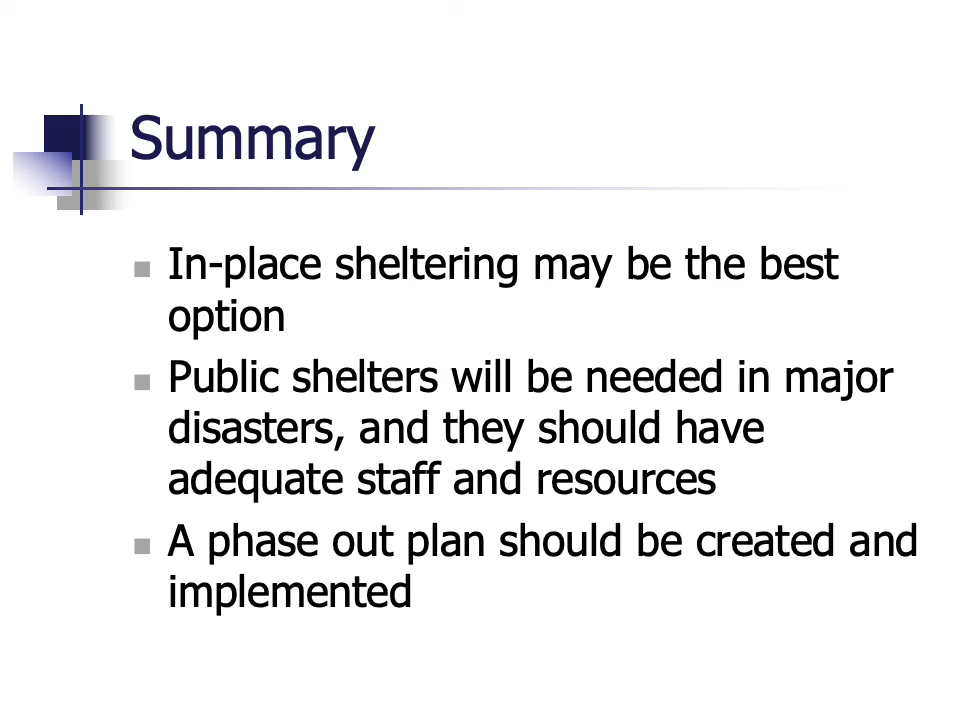 Summary
In-place sheltering may be the best
option
Public shelters will be needed in major
disasters, and they should have
adequate staff and resources
A phase out plan should be created and
implemented